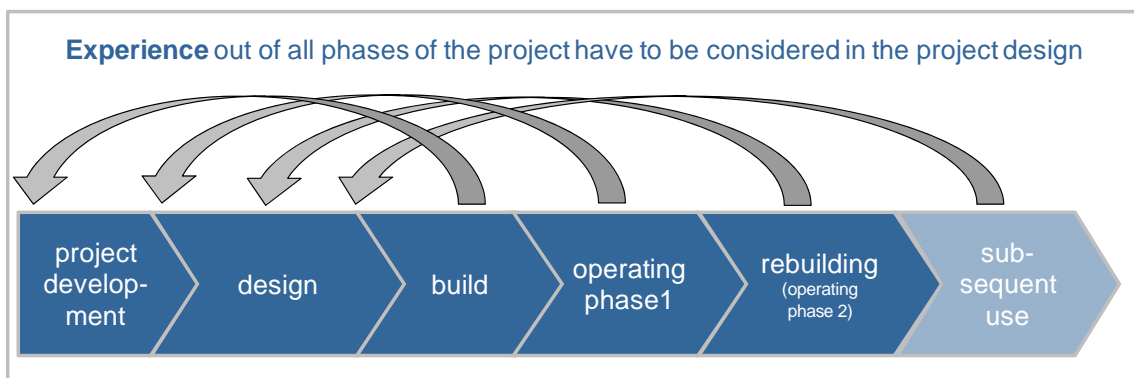 Experience out of all phases of the project have to be considered in the project design
project
develop-
ment
design
build
operating
phase1
rebuilding
(operating
phase 2)
sub-
sequent
use